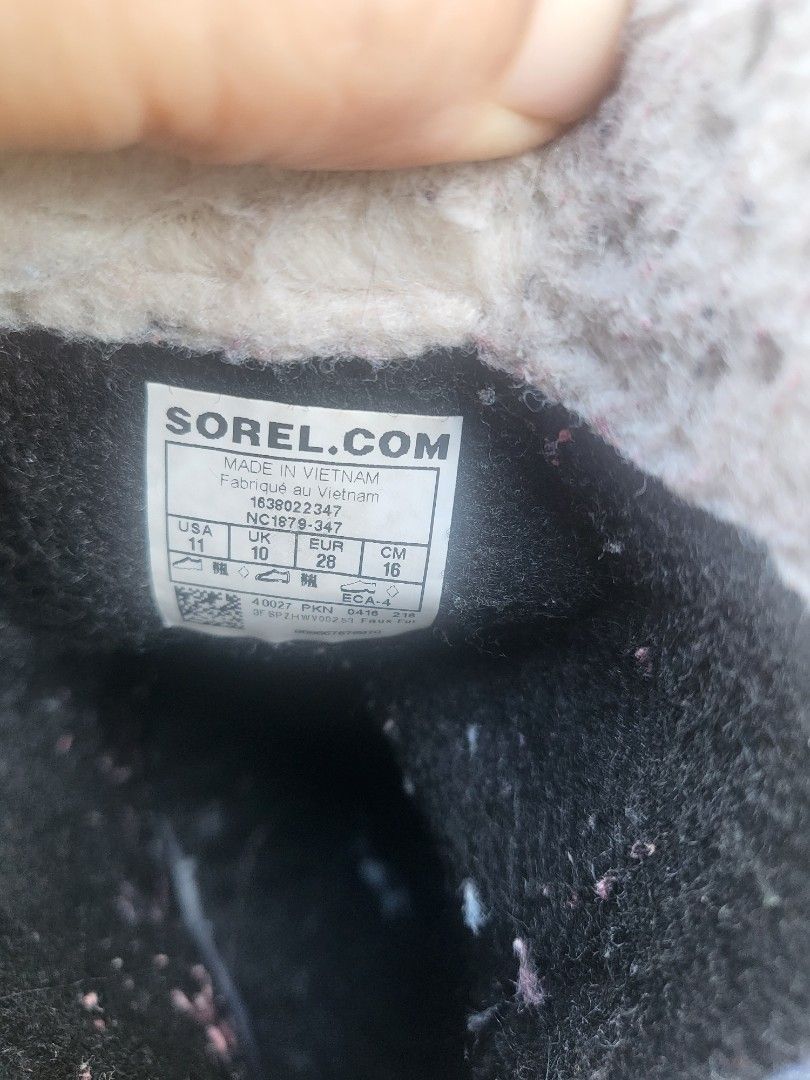 SOREL.COM
MADE IN VIETNAM
Fabriqué au Vietnam
1638022347
NC1879-347
USA UK EUR CM
11 10 28 16
ECA-4
40027 PKN 0416 216
Faux Fur